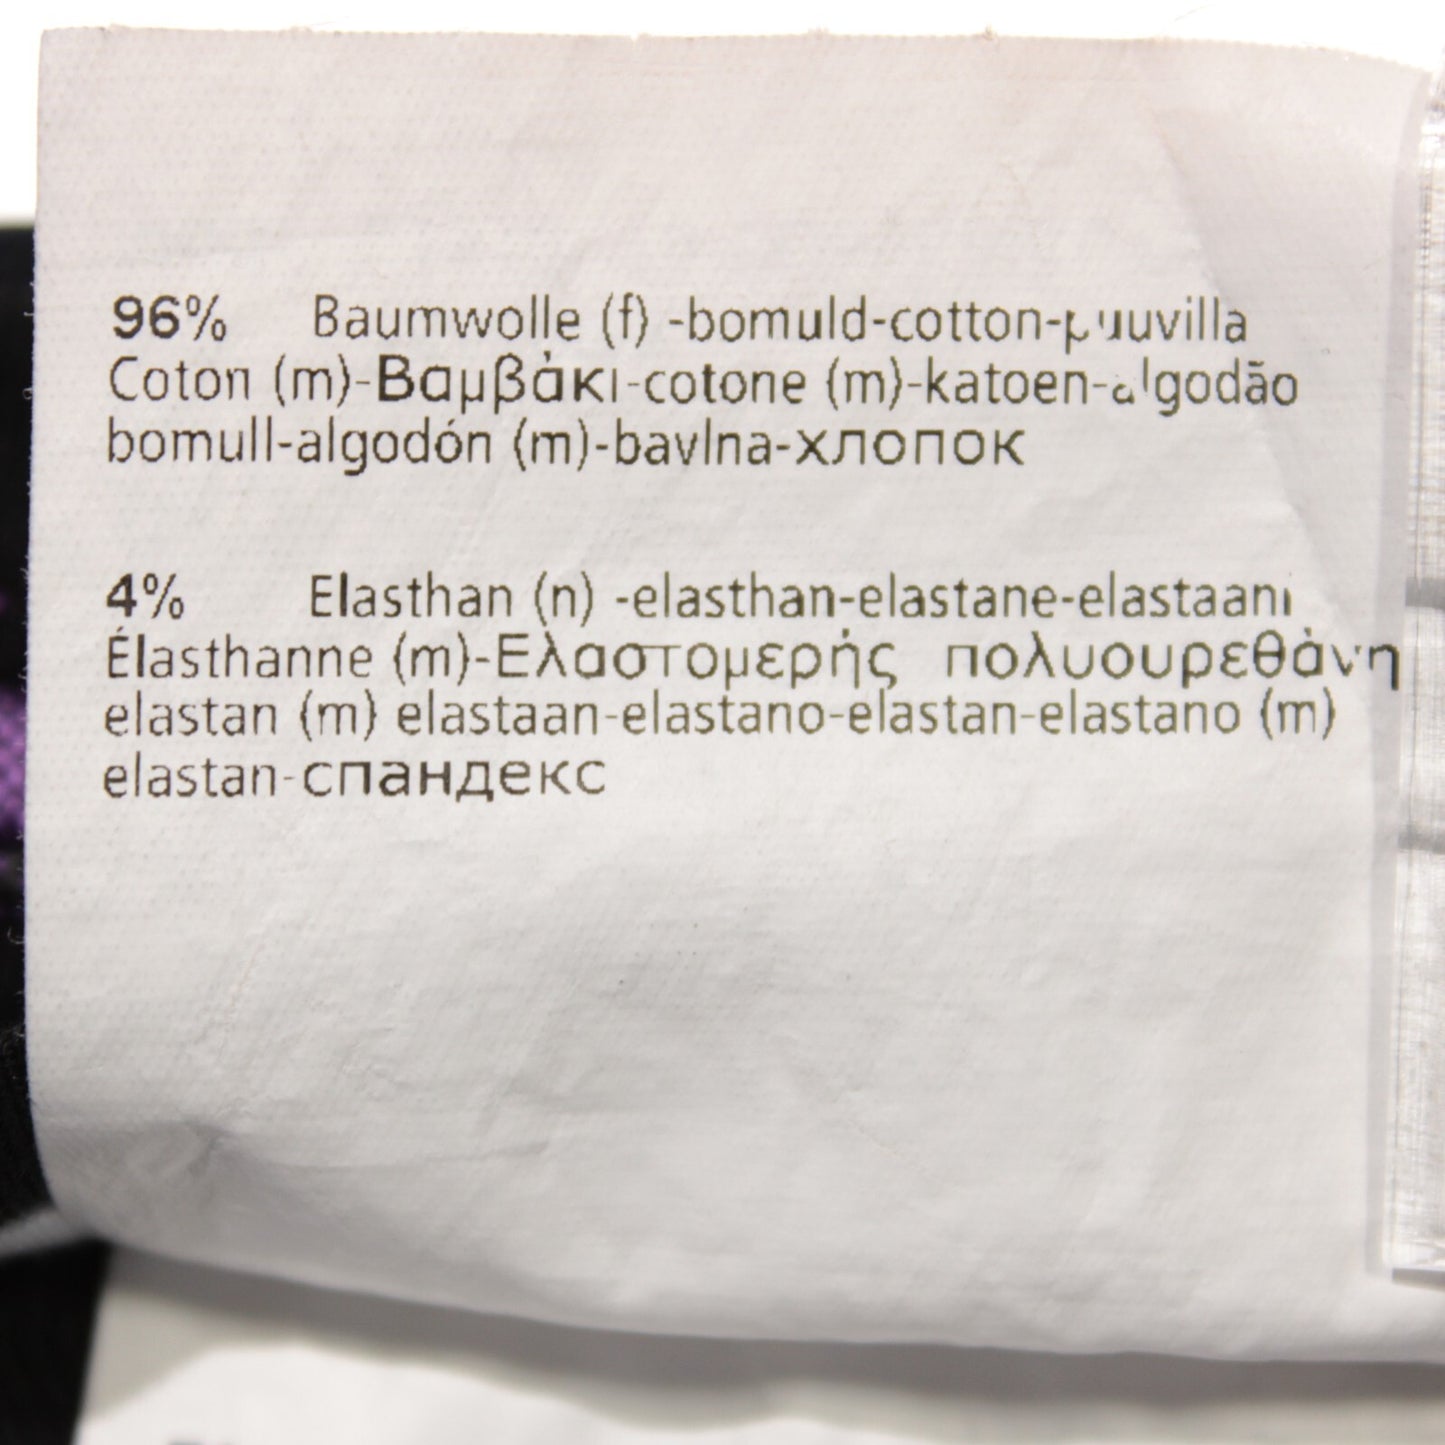 96% Baumwolle (f) -bomuld-cotton-puuvilla
Coton (m)-Βαμβάκι-cotone (m)-katoen-algodão
bomull-algodón (m)-bavlna-хлопок
4% Elasthan (n) -elasthan-elastane-elastaani
Élasthanne (m)-Ελαστομερής πολυουρεθάνη
elastan (m) elastaan-elastano-elastan-elastano (m)
elastan-спандекс